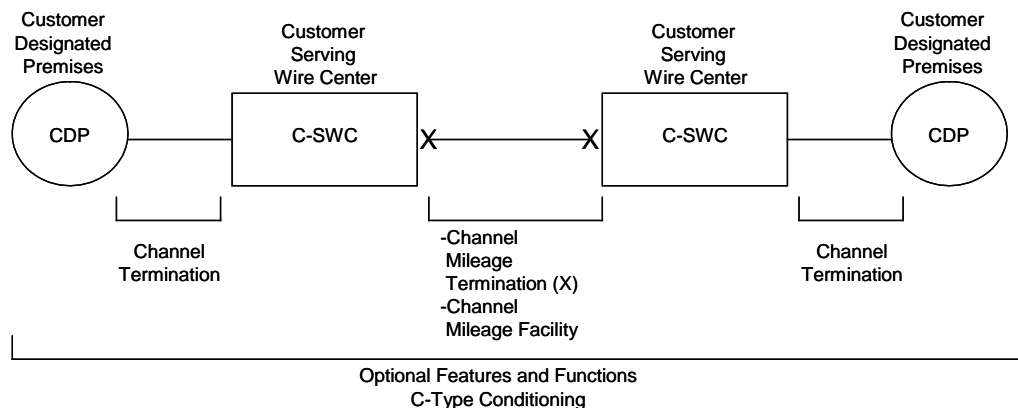 Customer
Designated
Premises
Customer
Serving
Wire Center
Customer
Serving
Wire Center
Customer
Designated
Premises
CDP
C-SWC
X
X
C-SWC
CDP
Channel
Termination
-Channel
Mileage
Termination (X)
-Channel
Mileage Facility
Channel
Termination
Optional Features and Functions
C-Type Conditioning